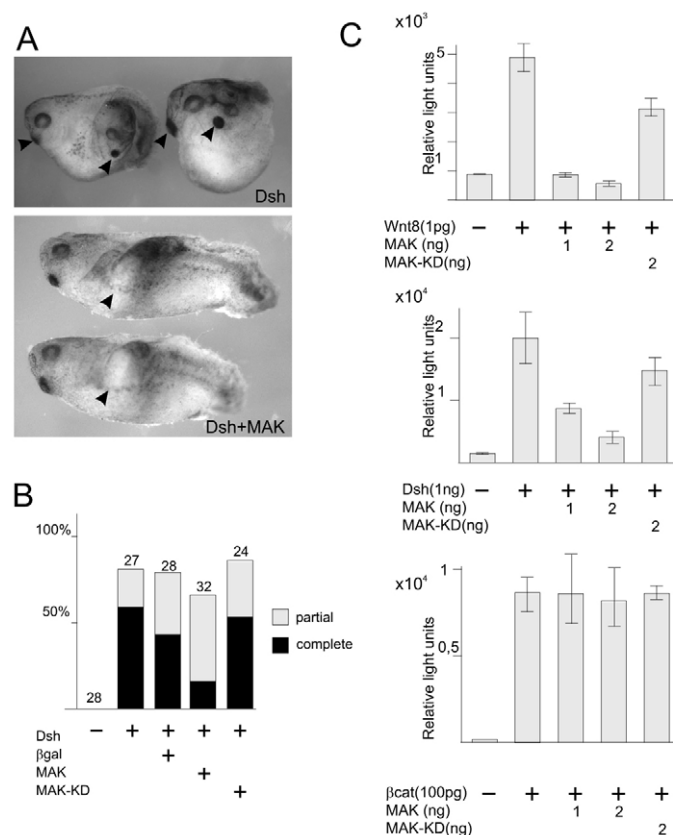 A
Dsh
Dsh+MAK
B
100%
50%
27
28
32
24
28
partial
complete
Dsh − + + + +
βgal +
MAK +
MAK-KD +
C
x10³
Relative light units
5
1
Wnt8(1pg) − + + + +
MAK (ng) 1 2
MAK-KD(ng) 2
x10⁴
Relative light units
2
1
Dsh(1ng) − + + + +
MAK (ng) 1 2
MAK-KD(ng) 2
x10⁴
Relative light units
1
0,5
βcat(100pg) − + + + +
MAK (ng) 1 2
MAK-KD(ng) 2